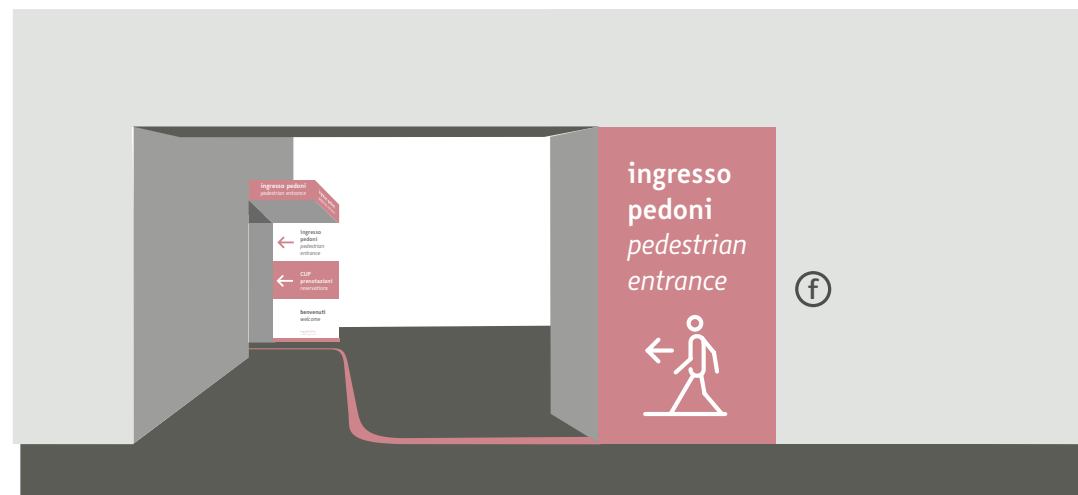 ingresso pedoni
pedestrian entrance
ingresso
pedoni
pedestrian
entrance
CUP
prenotazioni
reservations
benvenuti
welcome
ingresso
pedoni
pedestrian
entrance
f